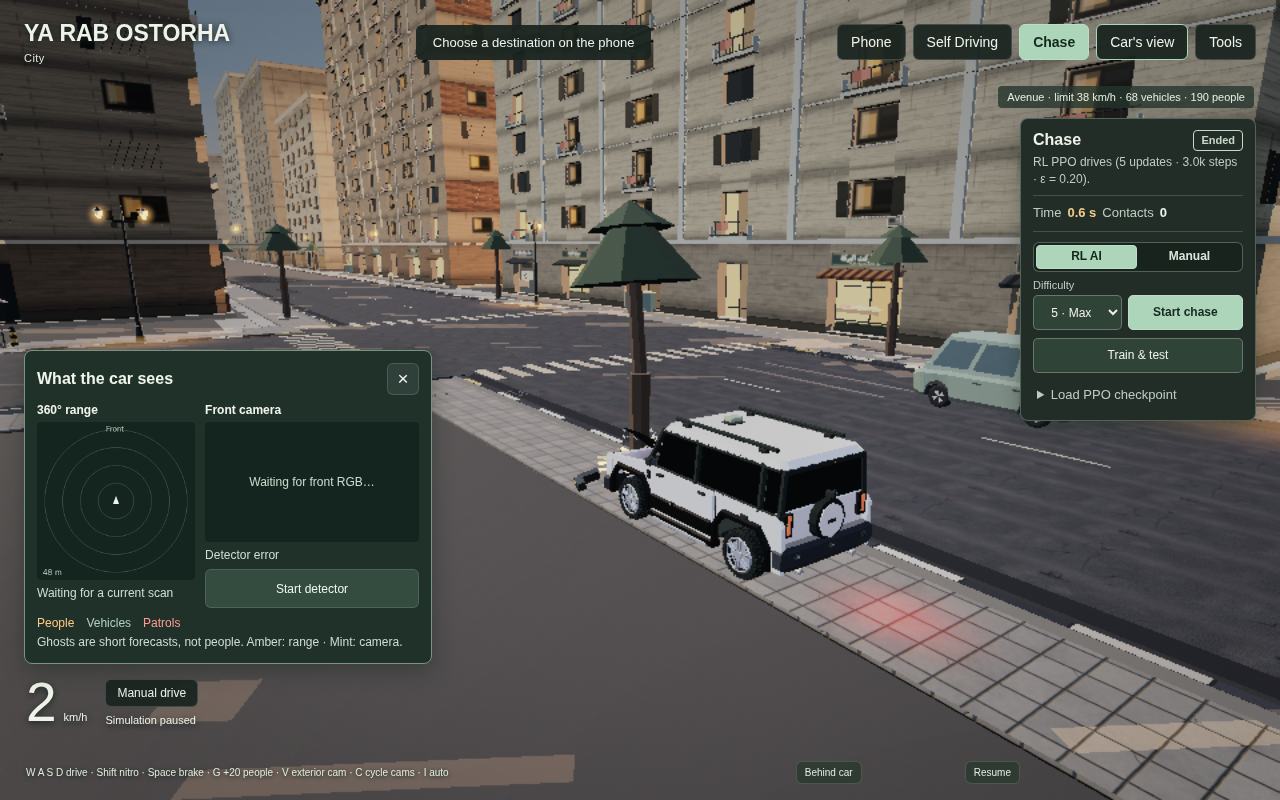 YA RAB OSTORHA
City
Choose a destination on the phone
Phone
Self Driving
Chase
Car's view
Tools
Avenue · limit 38 km/h · 68 vehicles · 190 people
Chase
Ended
RL PPO drives (5 updates · 3.0k steps
· ε = 0.20).
Time 0.6 s Contacts 0
RL AI
Manual
Difficulty
5 · Max
Start chase
Train & test
Load PPO checkpoint
What the car sees
✕
360° range
Front camera
Front
Waiting for front RGB…
48 m
Detector error
Waiting for a current scan
Start detector
People Vehicles Patrols
Ghosts are short forecasts, not people. Amber: range · Mint: camera.
2 km/h
Manual drive
Simulation paused
W A S D drive · Shift nitro · Space brake · G +20 people · V exterior cam · C cycle cams · I auto
Behind car
Resume